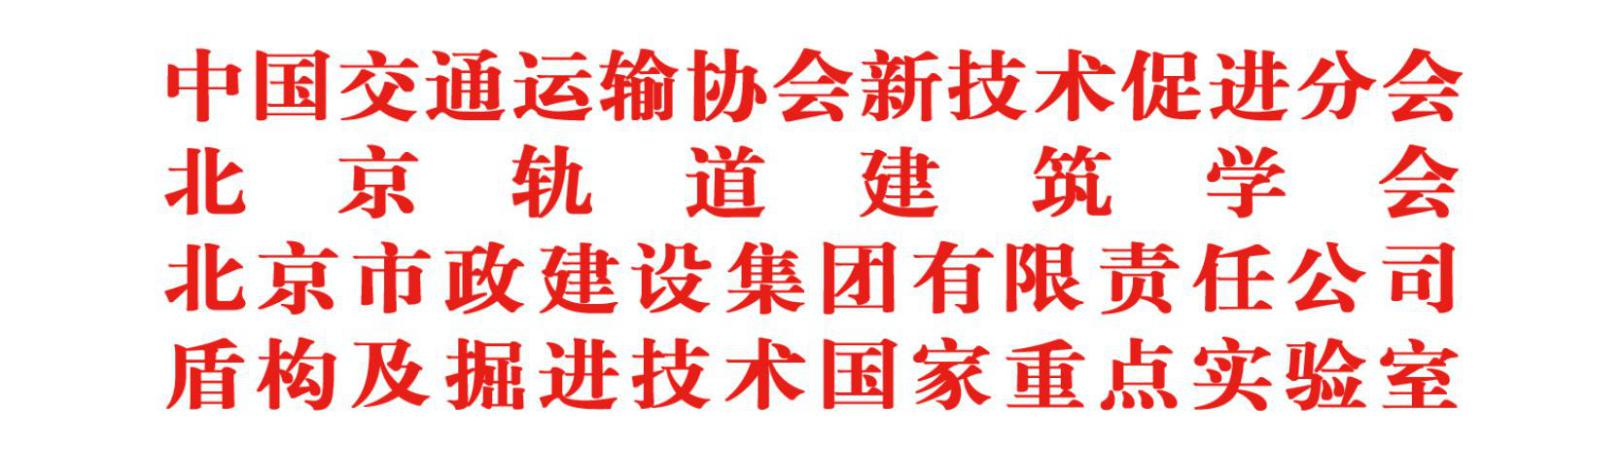 中国交通运输协会新技术促进分会
北京轨道建筑学会
北京市政建设集团有限责任公司
盾构及掘进技术国家重点实验室